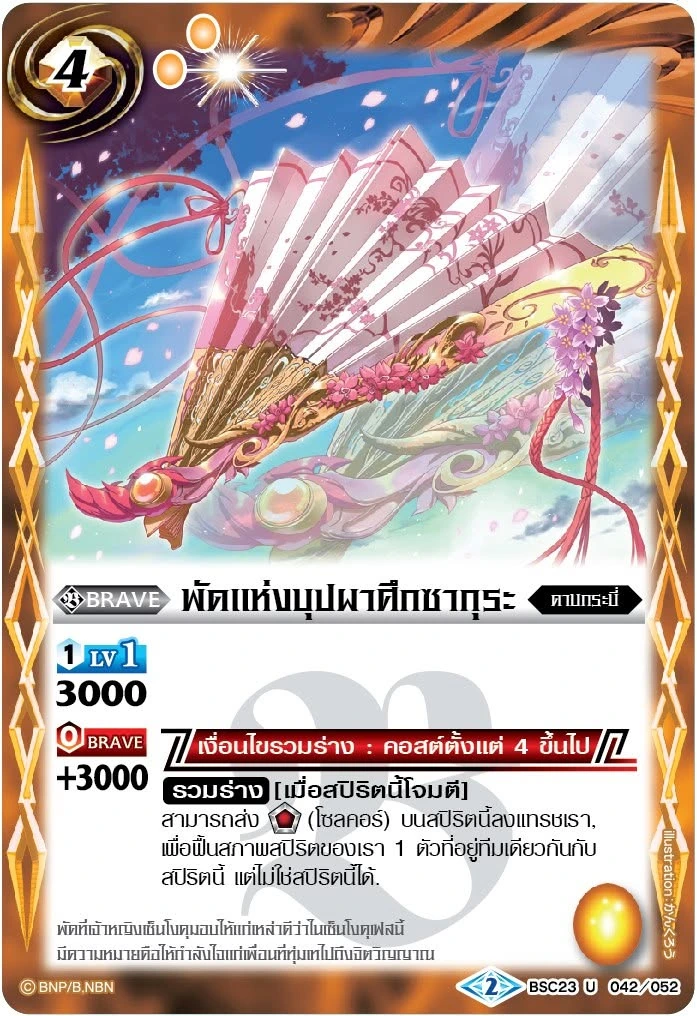 4
BRAVE
พัดแห่งบุปผาศึกซากุระ
ดาบกระบี่
1 LV1
3000
0 BRAVE
+3000
เงื่อนไขรวมร่าง : คอสต์ตั้งแต่ 4 ขึ้นไป
รวมร่าง [เมื่อสปิริตนี้โจมตี]
สามารถส่ง (โซลคอร์) บนสปิริตนี้ลงแทรชเรา,
เพื่อฟื้นสภาพสปิริตของเรา 1 ตัวที่อยู่ทีมเดียวกันกับ
สปิริตนี้ แต่ไม่ใช่สปิริตนี้ได้.
พัดที่เจ้าหญิงเซ็นโงคุมอบให้แก่เหล่าดีว่าในเซ็นโงคุเฟสนี้
มีความหมายคือให้กำลังใจแก่เพื่อนที่ทุ่มเทไปถึงจิตวิญญาณ
illustration : かんくろう
©BNP/B,NBN
2
BSC23 U 042/052